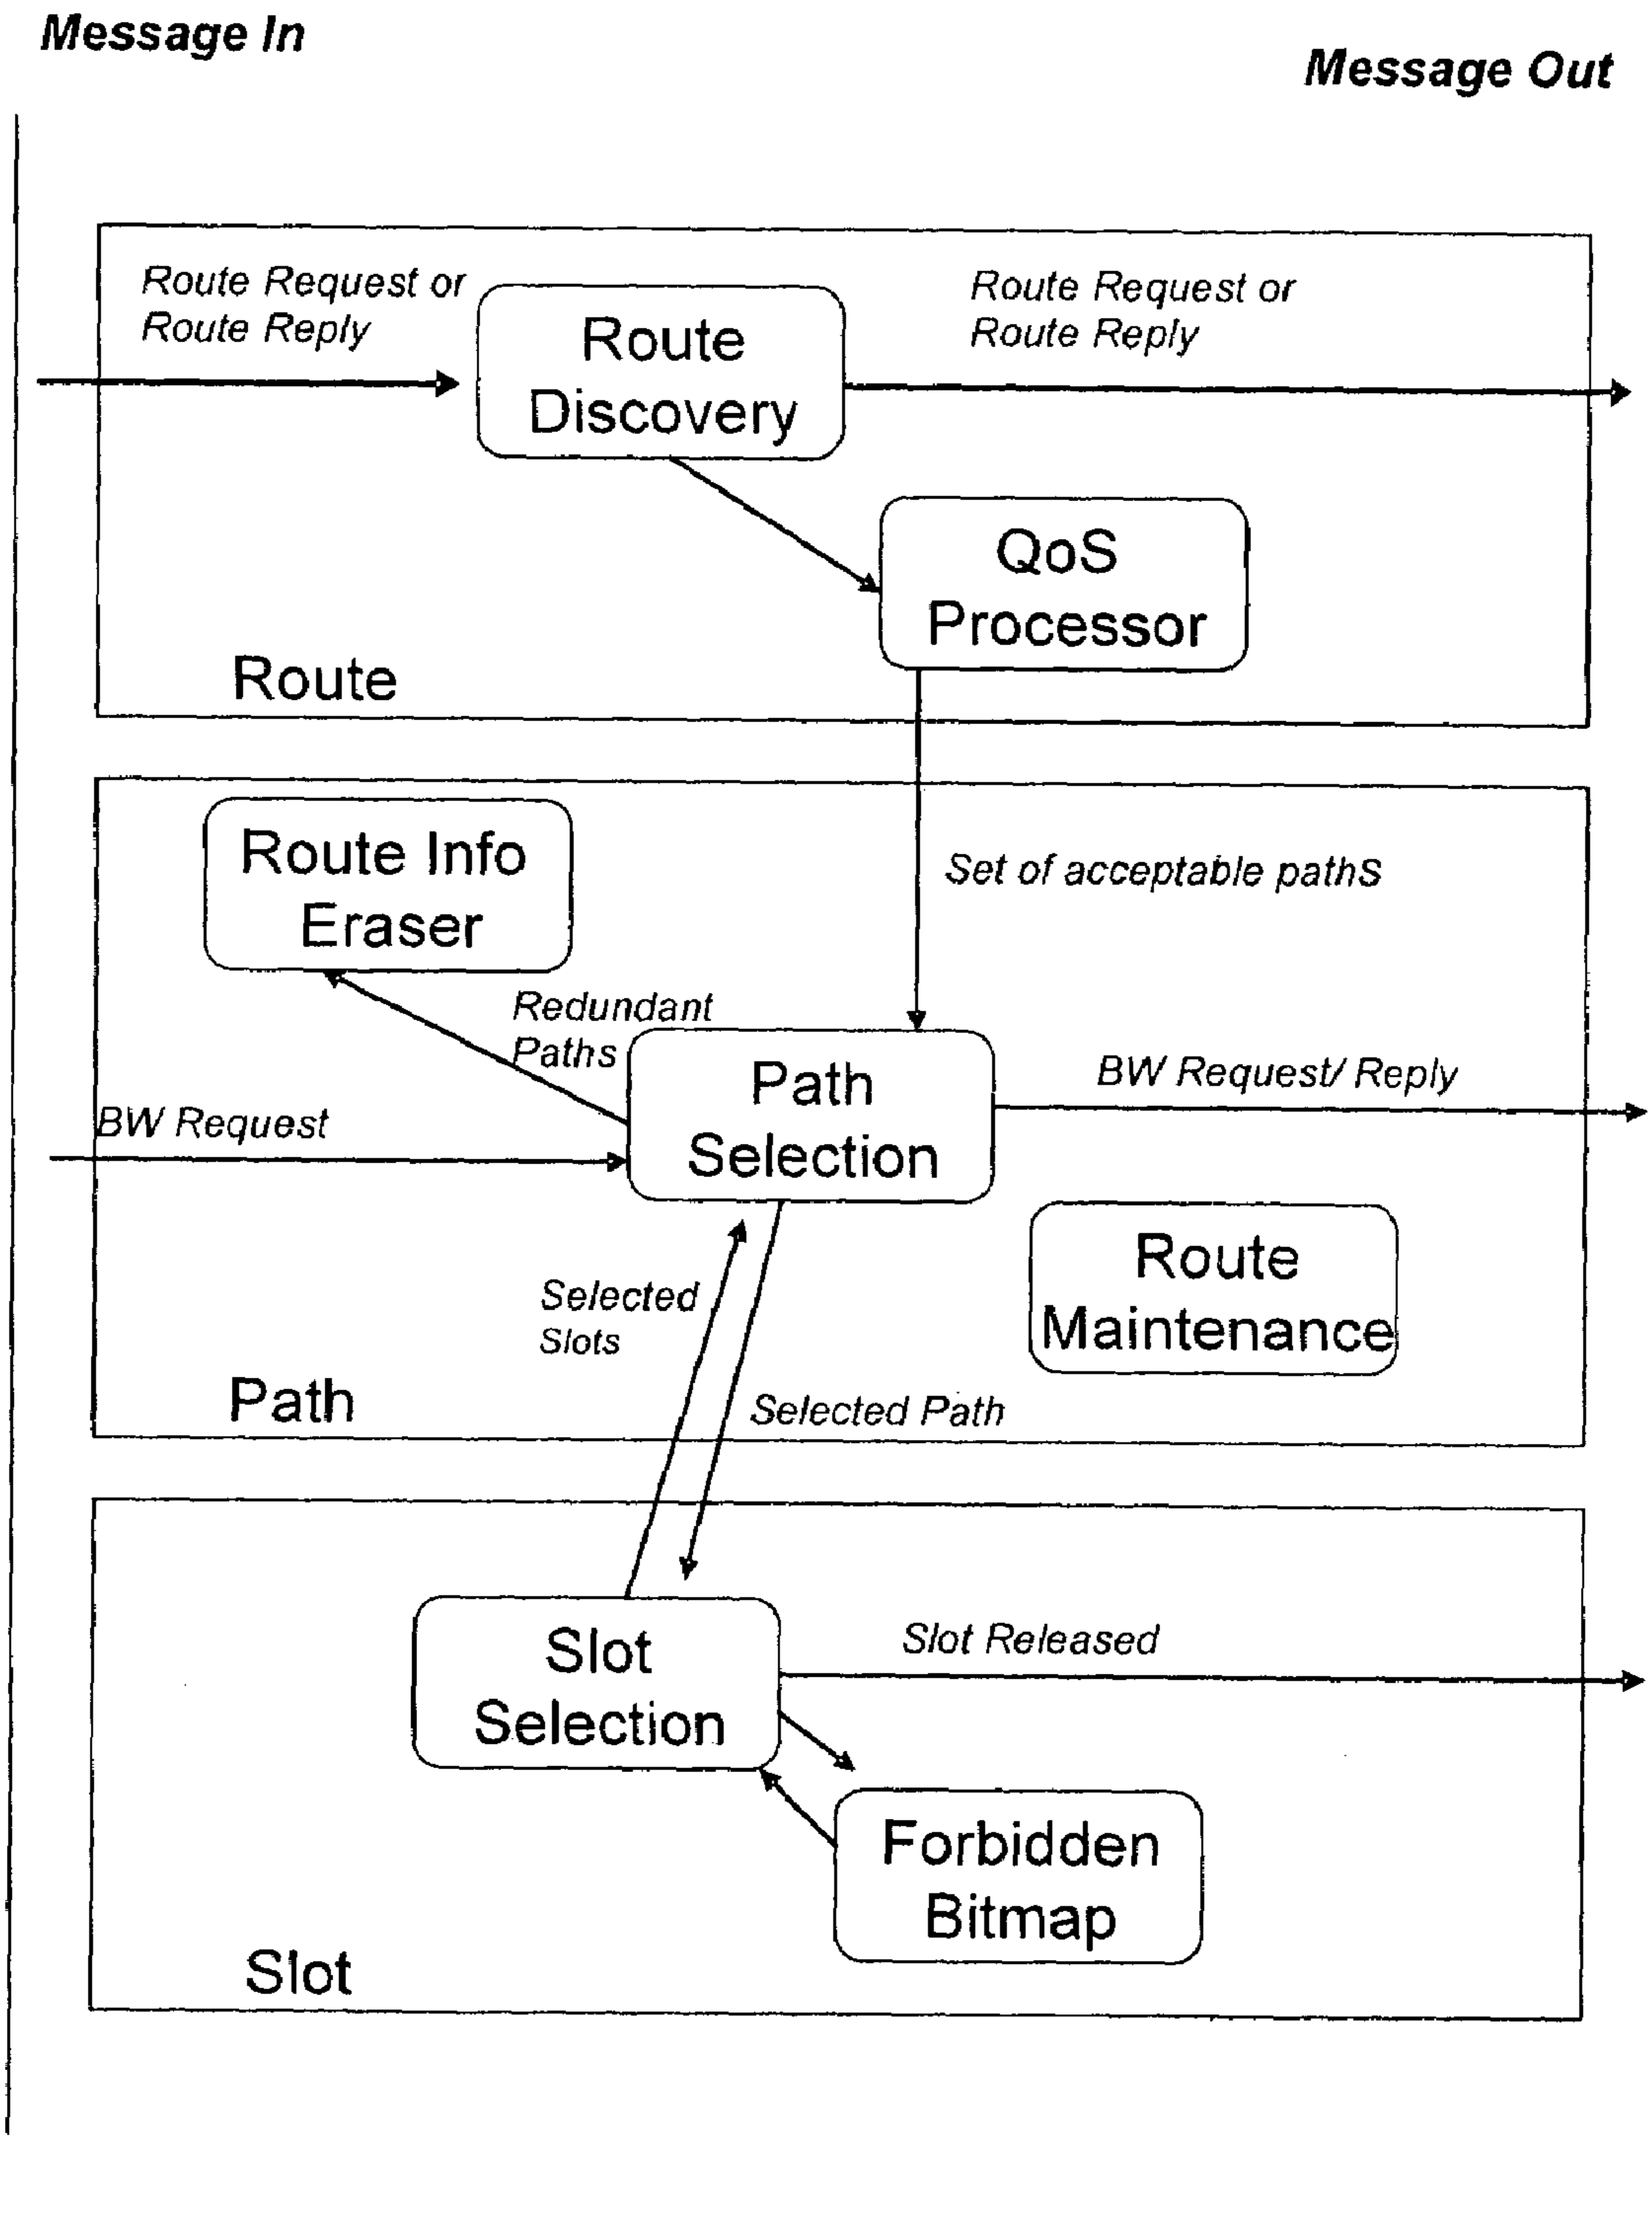 Message In
Message Out
Route Request or
Route Reply
Route
Discovery
Route Request or
Route Reply
QoS
Processor
Route
Route Info
Eraser
Set of acceptable pathS
Redundant
Paths
Path
Selection
BW Request/ Reply
BW Request
Route
Maintenance
Selected
Slots
Selected Path
Path
Slot
Selection
Slot Released
Forbidden
Bitmap
Slot